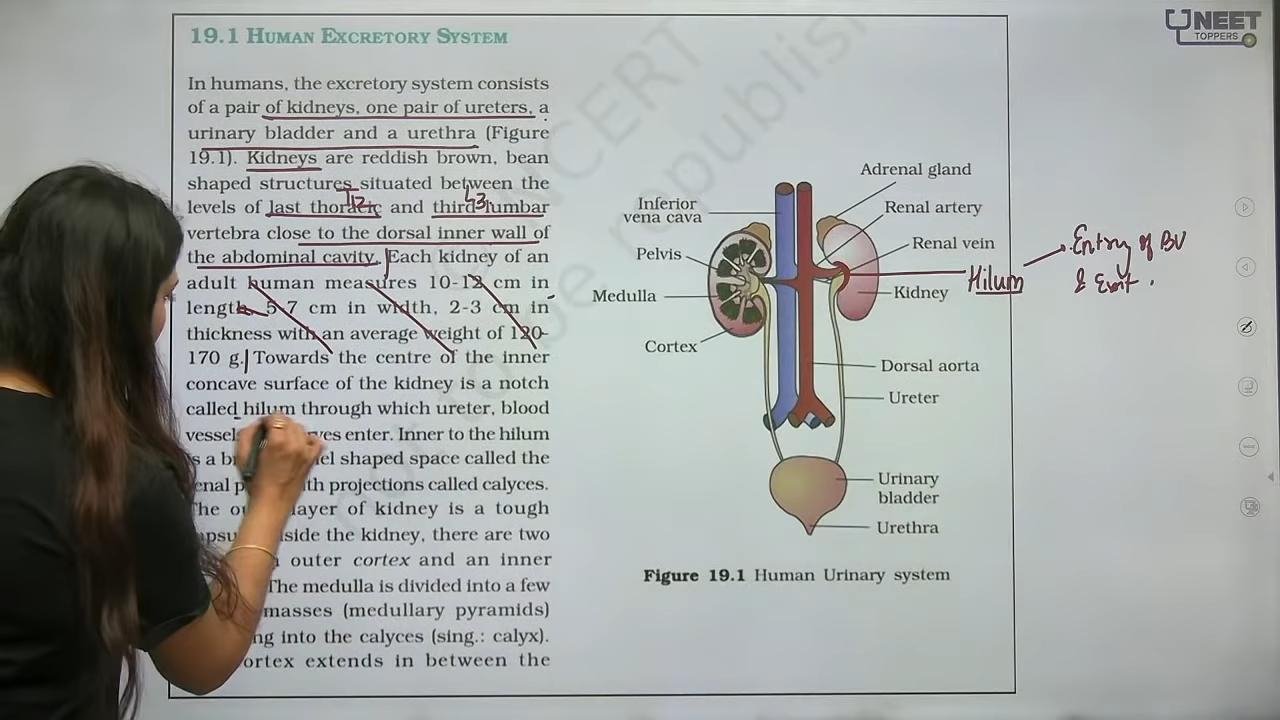 NEET
TOPPERS
19.1 HUMAN EXCRETORY SYSTEM
In humans, the excretory system consists
of a pair of kidneys, one pair of ureters, a
urinary bladder and a urethra (Figure
19.1). Kidneys are reddish brown, bean
shaped structures situated between the
T12 L3
levels of last thoracic and third lumbar
vertebra close to the dorsal inner wall of
the abdominal cavity. Each kidney of an
adult human measures 10-12 cm in
length, 5-7 cm in width, 2-3 cm in
thickness with an average weight of 120-
170 g. Towards the centre of the inner
concave surface of the kidney is a notch
called hilum through which ureter, blood
enter. Inner to the hilum
is a shaped space called the
projections called calyces.
layer of kidney is a tough
the kidney, there are two
outer cortex and an inner
The medulla is divided into a few
masses (medullary pyramids)
into the calyces (sing.: calyx).
extends in between the
Adrenal gland
Inferior
vena cava
Renal artery
Renal vein
Pelvis
Hilum
Entry of BV
& Exit.
Medulla
Kidney
Cortex
Dorsal aorta
Ureter
Urinary
bladder
Urethra
Figure 19.1 Human Urinary system
NCERT
not to be republish